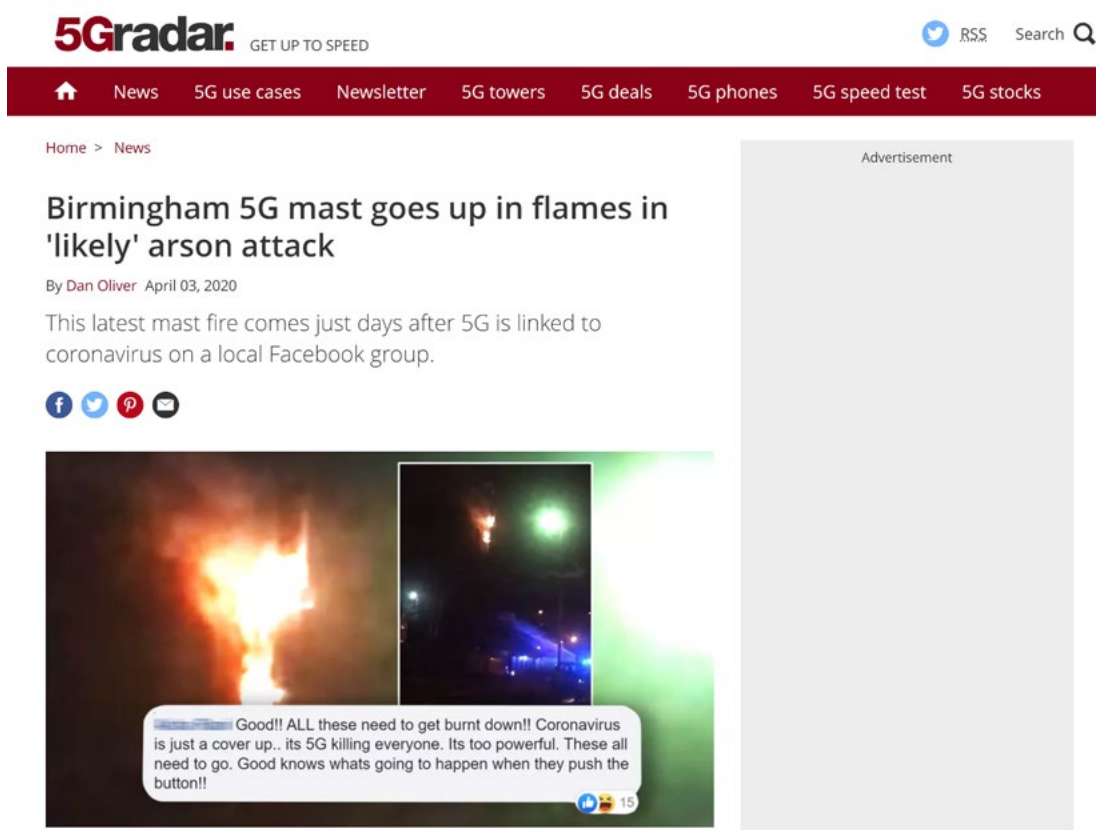 5Gradar. GET UP TO SPEED
RSS Search
News 5G use cases Newsletter 5G towers 5G deals 5G phones 5G speed test 5G stocks
Home > News
Advertisement
Birmingham 5G mast goes up in flames in
'likely' arson attack
By Dan Oliver April 03, 2020
This latest mast fire comes just days after 5G is linked to
coronavirus on a local Facebook group.
Good!! ALL these need to get burnt down!! Coronavirus
is just a cover up.. its 5G killing everyone. Its too powerful. These all
need to go. Good knows whats going to happen when they push the
button!!
15